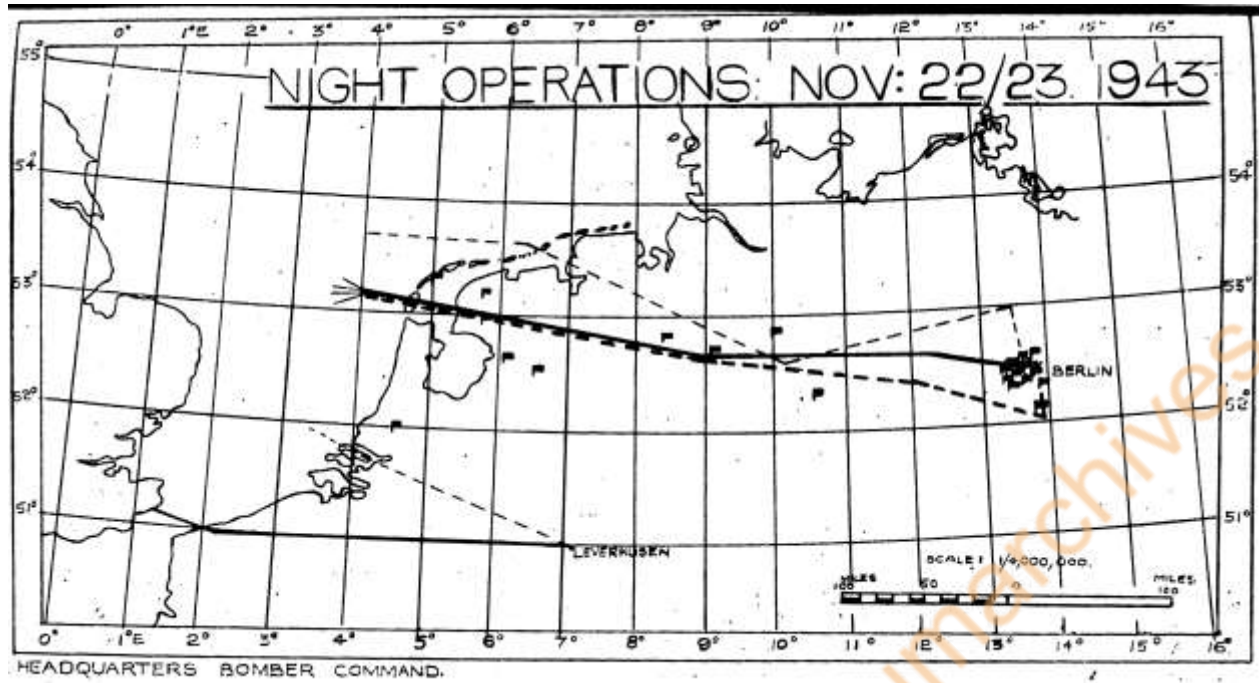 0° 1°E 2° 3° 4° 5° 6° 7° 8° 9° 10° 11° 12° 13° 14° 15° 16°
NIGHT OPERATIONS: NOV: 22/23. 1943
55°
54° 54°
53° 53°
52° BERLIN 52°
51° 51°
LEVERKUSEN
SCALE: 1/4,000,000.
MILES MILES
100 50 0 100
0° 1°E 2° 3° 4° 5° 6° 7° 8° 9° 10° 11° 12° 13° 14° 15° 16°
HEADQUARTERS BOMBER COMMAND.